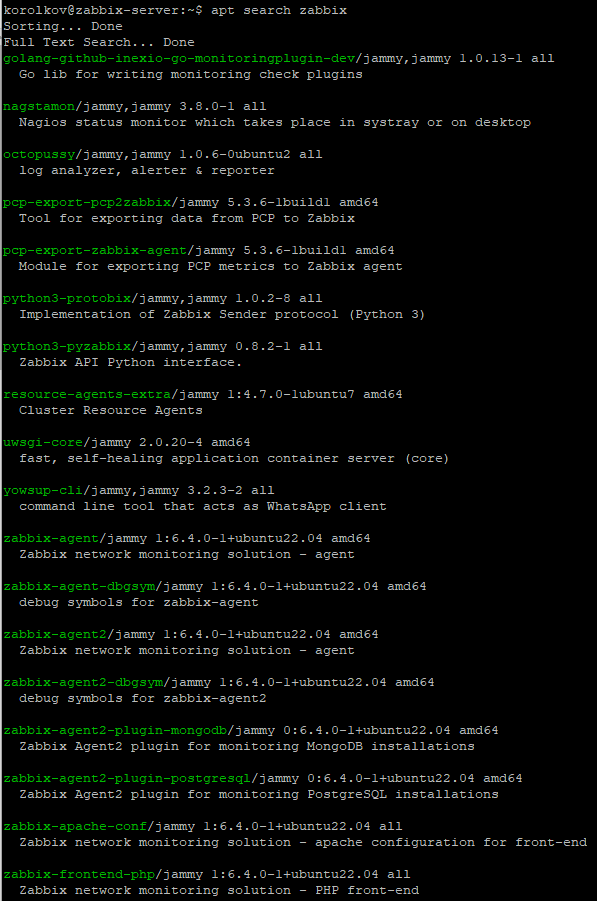 korolkov@zabbix-server:~$ apt search zabbix
Sorting... Done
Full Text Search... Done
golang-github-inexio-go-monitoringplugin-dev/jammy,jammy 1.0.13-1 all
  Go lib for writing monitoring check plugins

nagstamon/jammy,jammy 3.8.0-1 all
  Nagios status monitor which takes place in systray or on desktop

octopussy/jammy,jammy 1.0.6-0ubuntu2 all
  log analyzer, alerter & reporter

pcp-export-pcp2zabbix/jammy 5.3.6-1build1 amd64
  Tool for exporting data from PCP to Zabbix

pcp-export-zabbix-agent/jammy 5.3.6-1build1 amd64
  Module for exporting PCP metrics to Zabbix agent

python3-protobix/jammy,jammy 1.0.2-8 all
  Implementation of Zabbix Sender protocol (Python 3)

python3-pyzabbix/jammy,jammy 0.8.2-1 all
  Zabbix API Python interface.

resource-agents-extra/jammy 1:4.7.0-1ubuntu7 amd64
  Cluster Resource Agents

uwsgi-core/jammy 2.0.20-4 amd64
  fast, self-healing application container server (core)

yowsup-cli/jammy,jammy 3.2.3-2 all
  command line tool that acts as WhatsApp client

zabbix-agent/jammy 1:6.4.0-1+ubuntu22.04 amd64
  Zabbix network monitoring solution - agent

zabbix-agent-dbgsym/jammy 1:6.4.0-1+ubuntu22.04 amd64
  debug symbols for zabbix-agent

zabbix-agent2/jammy 1:6.4.0-1+ubuntu22.04 amd64
  Zabbix network monitoring solution - agent

zabbix-agent2-dbgsym/jammy 1:6.4.0-1+ubuntu22.04 amd64
  debug symbols for zabbix-agent2

zabbix-agent2-plugin-mongodb/jammy 0:6.4.0-1+ubuntu22.04 amd64
  Zabbix Agent2 plugin for monitoring MongoDB installations

zabbix-agent2-plugin-postgresql/jammy 0:6.4.0-1+ubuntu22.04 amd64
  Zabbix Agent2 plugin for monitoring PostgreSQL installations

zabbix-apache-conf/jammy 1:6.4.0-1+ubuntu22.04 all
  Zabbix network monitoring solution - apache configuration for front-end

zabbix-frontend-php/jammy 1:6.4.0-1+ubuntu22.04 all
  Zabbix network monitoring solution - PHP front-end